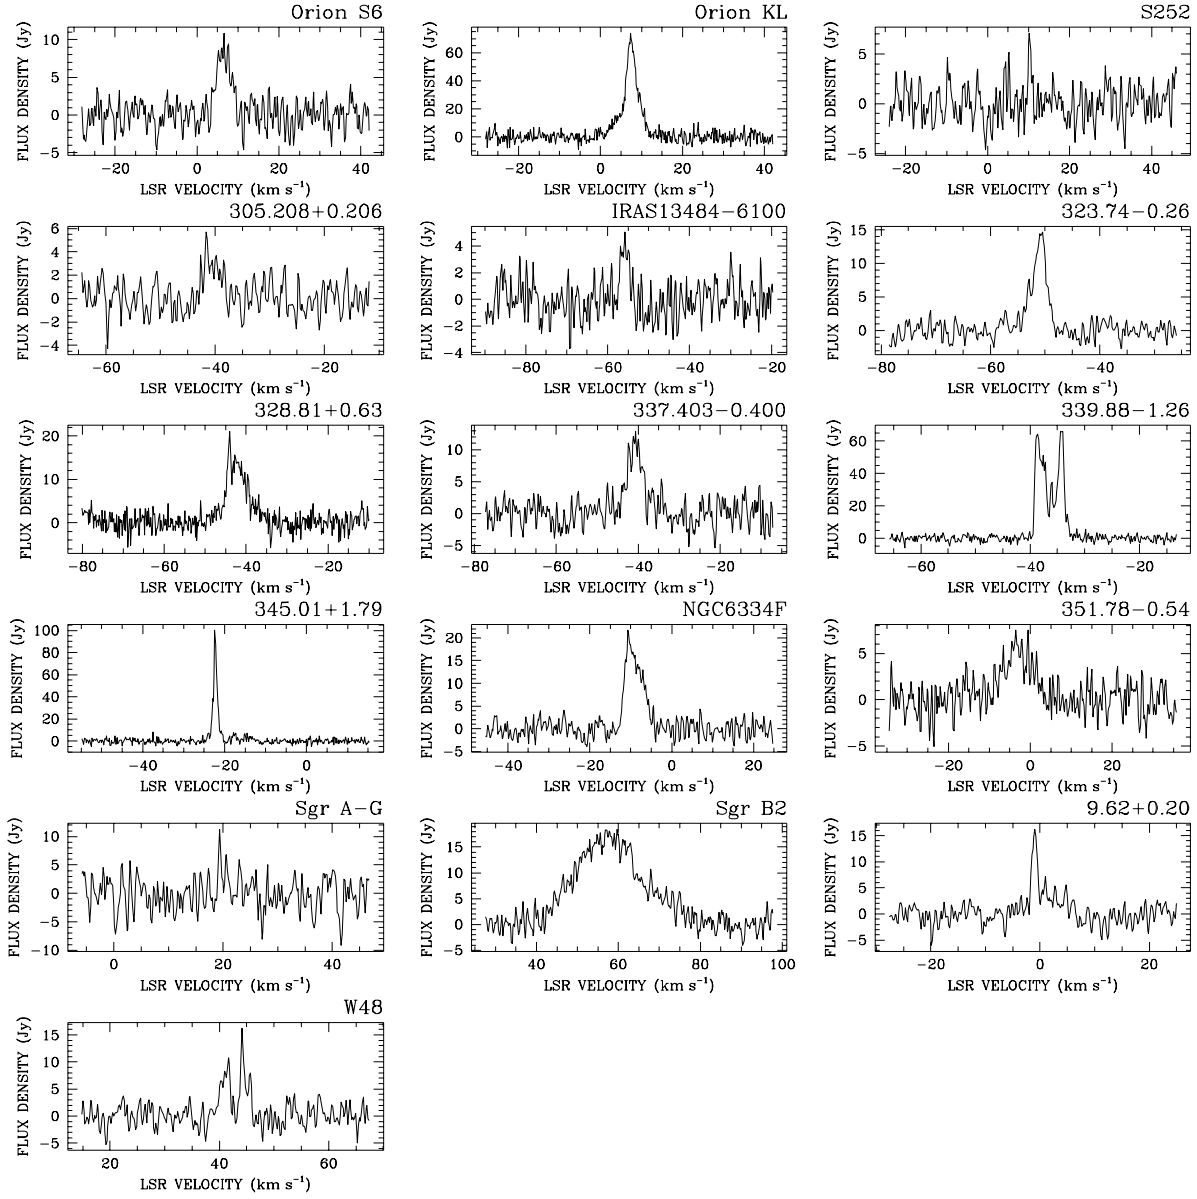 Orion S6
FLUX DENSITY (Jy)
10
5
0
−5
−20 0 20 40
LSR VELOCITY (km s⁻¹)
Orion KL
FLUX DENSITY (Jy)
60
40
20
0
−20 0 20 40
LSR VELOCITY (km s⁻¹)
S252
FLUX DENSITY (Jy)
5
0
−5
−20 0 20 40
LSR VELOCITY (km s⁻¹)
305.208+0.206
FLUX DENSITY (Jy)
6
4
2
0
−2
−4
−60 −40 −20
LSR VELOCITY (km s⁻¹)
IRAS13484−6100
FLUX DENSITY (Jy)
4
2
0
−2
−4
−80 −60 −40 −20
LSR VELOCITY (km s⁻¹)
323.74−0.26
FLUX DENSITY (Jy)
15
10
5
0
−80 −60 −40
LSR VELOCITY (km s⁻¹)
328.81+0.63
FLUX DENSITY (Jy)
20
10
0
−80 −60 −40 −20
LSR VELOCITY (km s⁻¹)
337.403−0.400
FLUX DENSITY (Jy)
10
5
0
−5
−80 −60 −40 −20
LSR VELOCITY (km s⁻¹)
339.88−1.26
FLUX DENSITY (Jy)
60
40
20
0
−60 −40 −20
LSR VELOCITY (km s⁻¹)
345.01+1.79
FLUX DENSITY (Jy)
100
80
60
40
20
0
−40 −20 0
LSR VELOCITY (km s⁻¹)
NGC6334F
FLUX DENSITY (Jy)
20
15
10
5
0
−5
−40 −20 0 20
LSR VELOCITY (km s⁻¹)
351.78−0.54
FLUX DENSITY (Jy)
5
0
−5
−20 0 20
LSR VELOCITY (km s⁻¹)
Sgr A−G
FLUX DENSITY (Jy)
10
5
0
−5
−10
0 20 40
LSR VELOCITY (km s⁻¹)
Sgr B2
FLUX DENSITY (Jy)
15
10
5
0
−5
40 60 80 100
LSR VELOCITY (km s⁻¹)
9.62+0.20
FLUX DENSITY (Jy)
15
10
5
0
−5
−20 0 20
LSR VELOCITY (km s⁻¹)
W48
FLUX DENSITY (Jy)
15
10
5
0
−5
20 40 60
LSR VELOCITY (km s⁻¹)